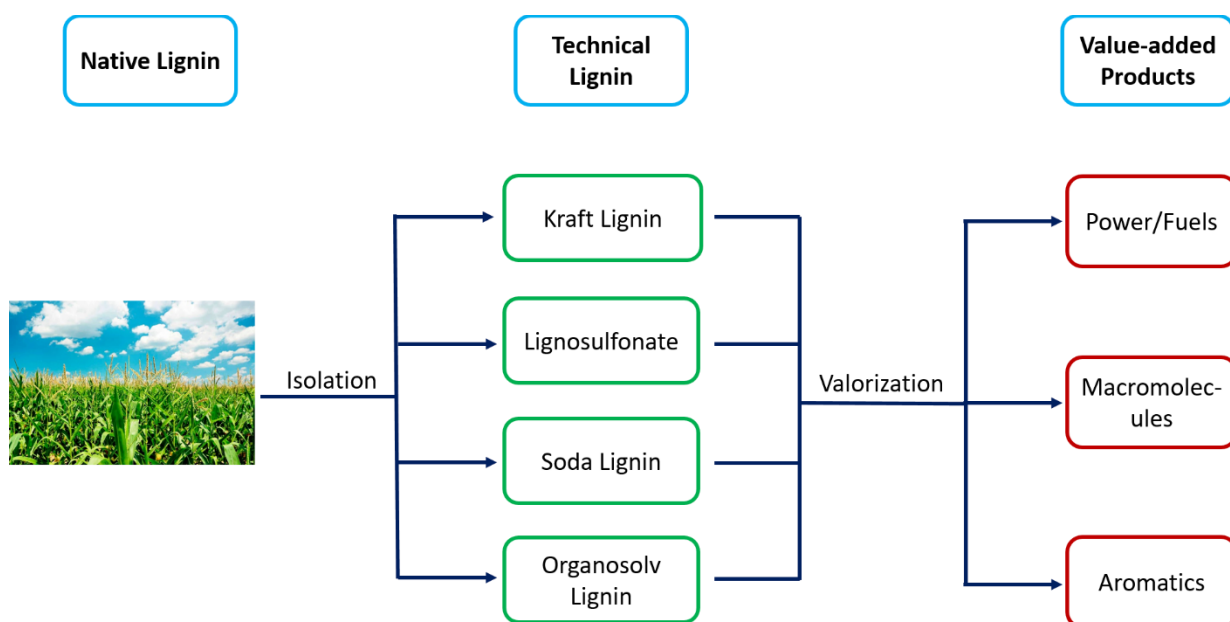 Native Lignin
Technical
Lignin
Value-added
Products
Isolation
Kraft Lignin
Lignosulfonate
Soda Lignin
Organosolv
Lignin
Valorization
Power/Fuels
Macromolec-
ules
Aromatics